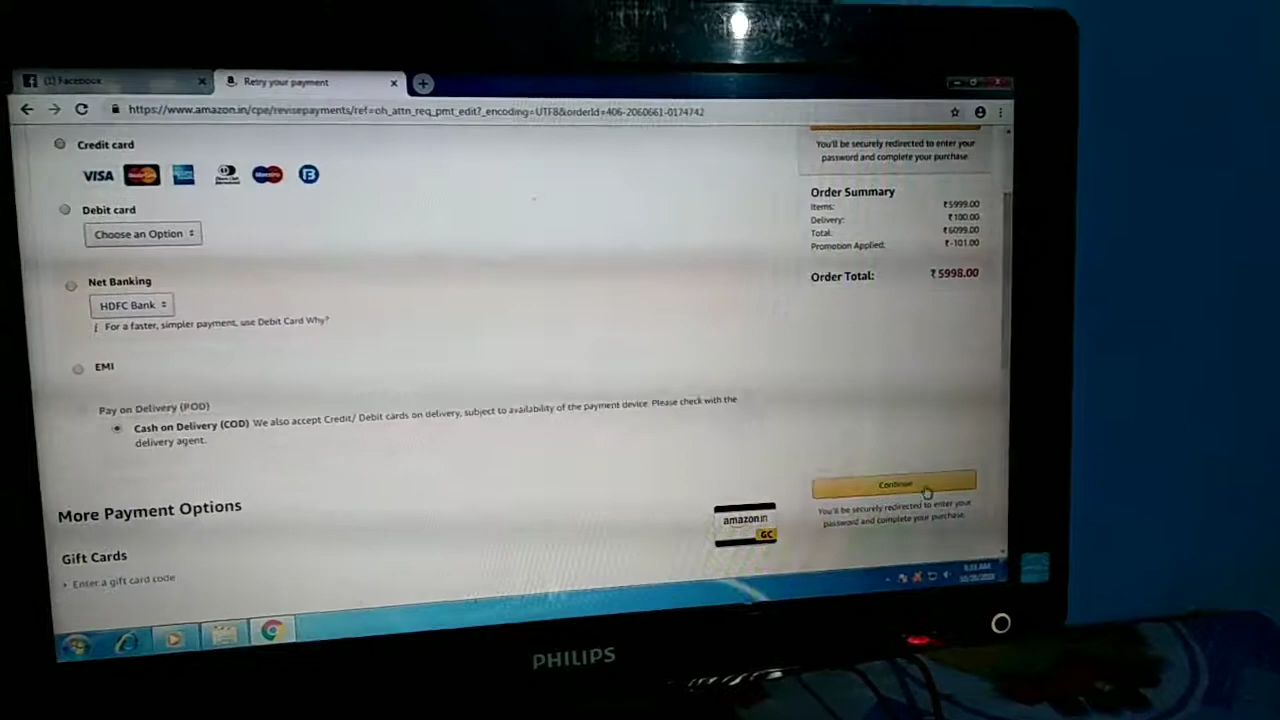 (1) Facebook
Retry your payment
https://www.amazon.in/cpe/revisepayments/ref=oh_attn_req_pmt_edit?_encoding=UTF8&orderId=406-2060661-0174742
Credit card
VISA
Debit card
Choose an Option
Net Banking
HDFC Bank
For a faster, simpler payment, use Debit Card Why?
EMI
Pay on Delivery (POD)
Cash on Delivery (COD) We also accept Credit/ Debit cards on delivery, subject to availability of the payment device. Please check with the
delivery agent.
More Payment Options
Gift Cards
Enter a gift card code
amazon.in
GC
You'll be securely redirected to enter your
password and complete your purchase.
Order Summary
Items: ₹5999.00
Delivery: ₹100.00
Total: ₹6099.00
Promotion Applied: ₹-101.00
Order Total: ₹5998.00
Continue
You'll be securely redirected to enter your
password and complete your purchase.
PHILIPS